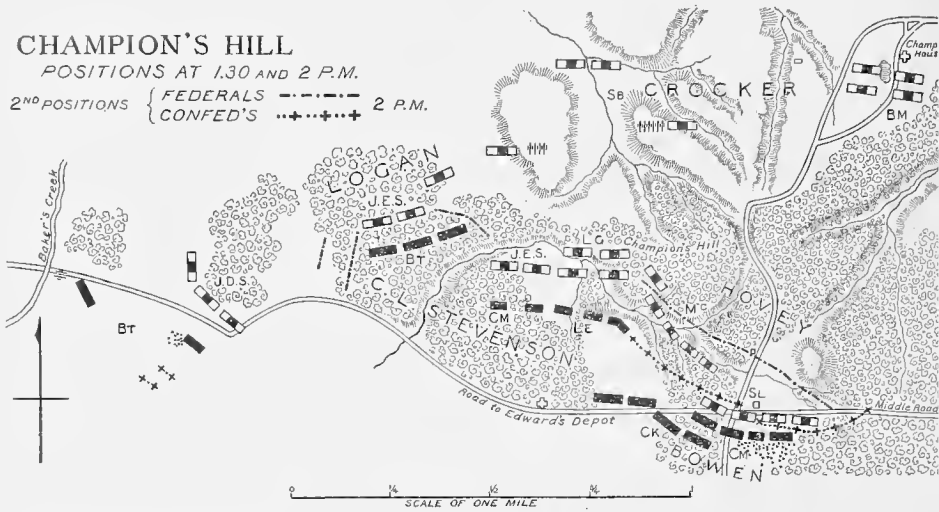 CHAMPION'S HILL
POSITIONS AT 1.30 AND 2 P.M.
2ND POSITIONS { FEDERALS 2 P.M.
CONFED'S
Champ
Haus
BM
SB CROCKER
LOGAN
J.E.S.
BT
Baker's Creek
J.D.S.
BT
C.L. STEVENSON
LG
Champion's Hill
J.E.S.
M
HOVEY
CM
LE
SL
Middle Road
Road to Edward's Depot
CK
BOWEN
CM
0 1/4 1/2 3/4 1
SCALE OF ONE MILE